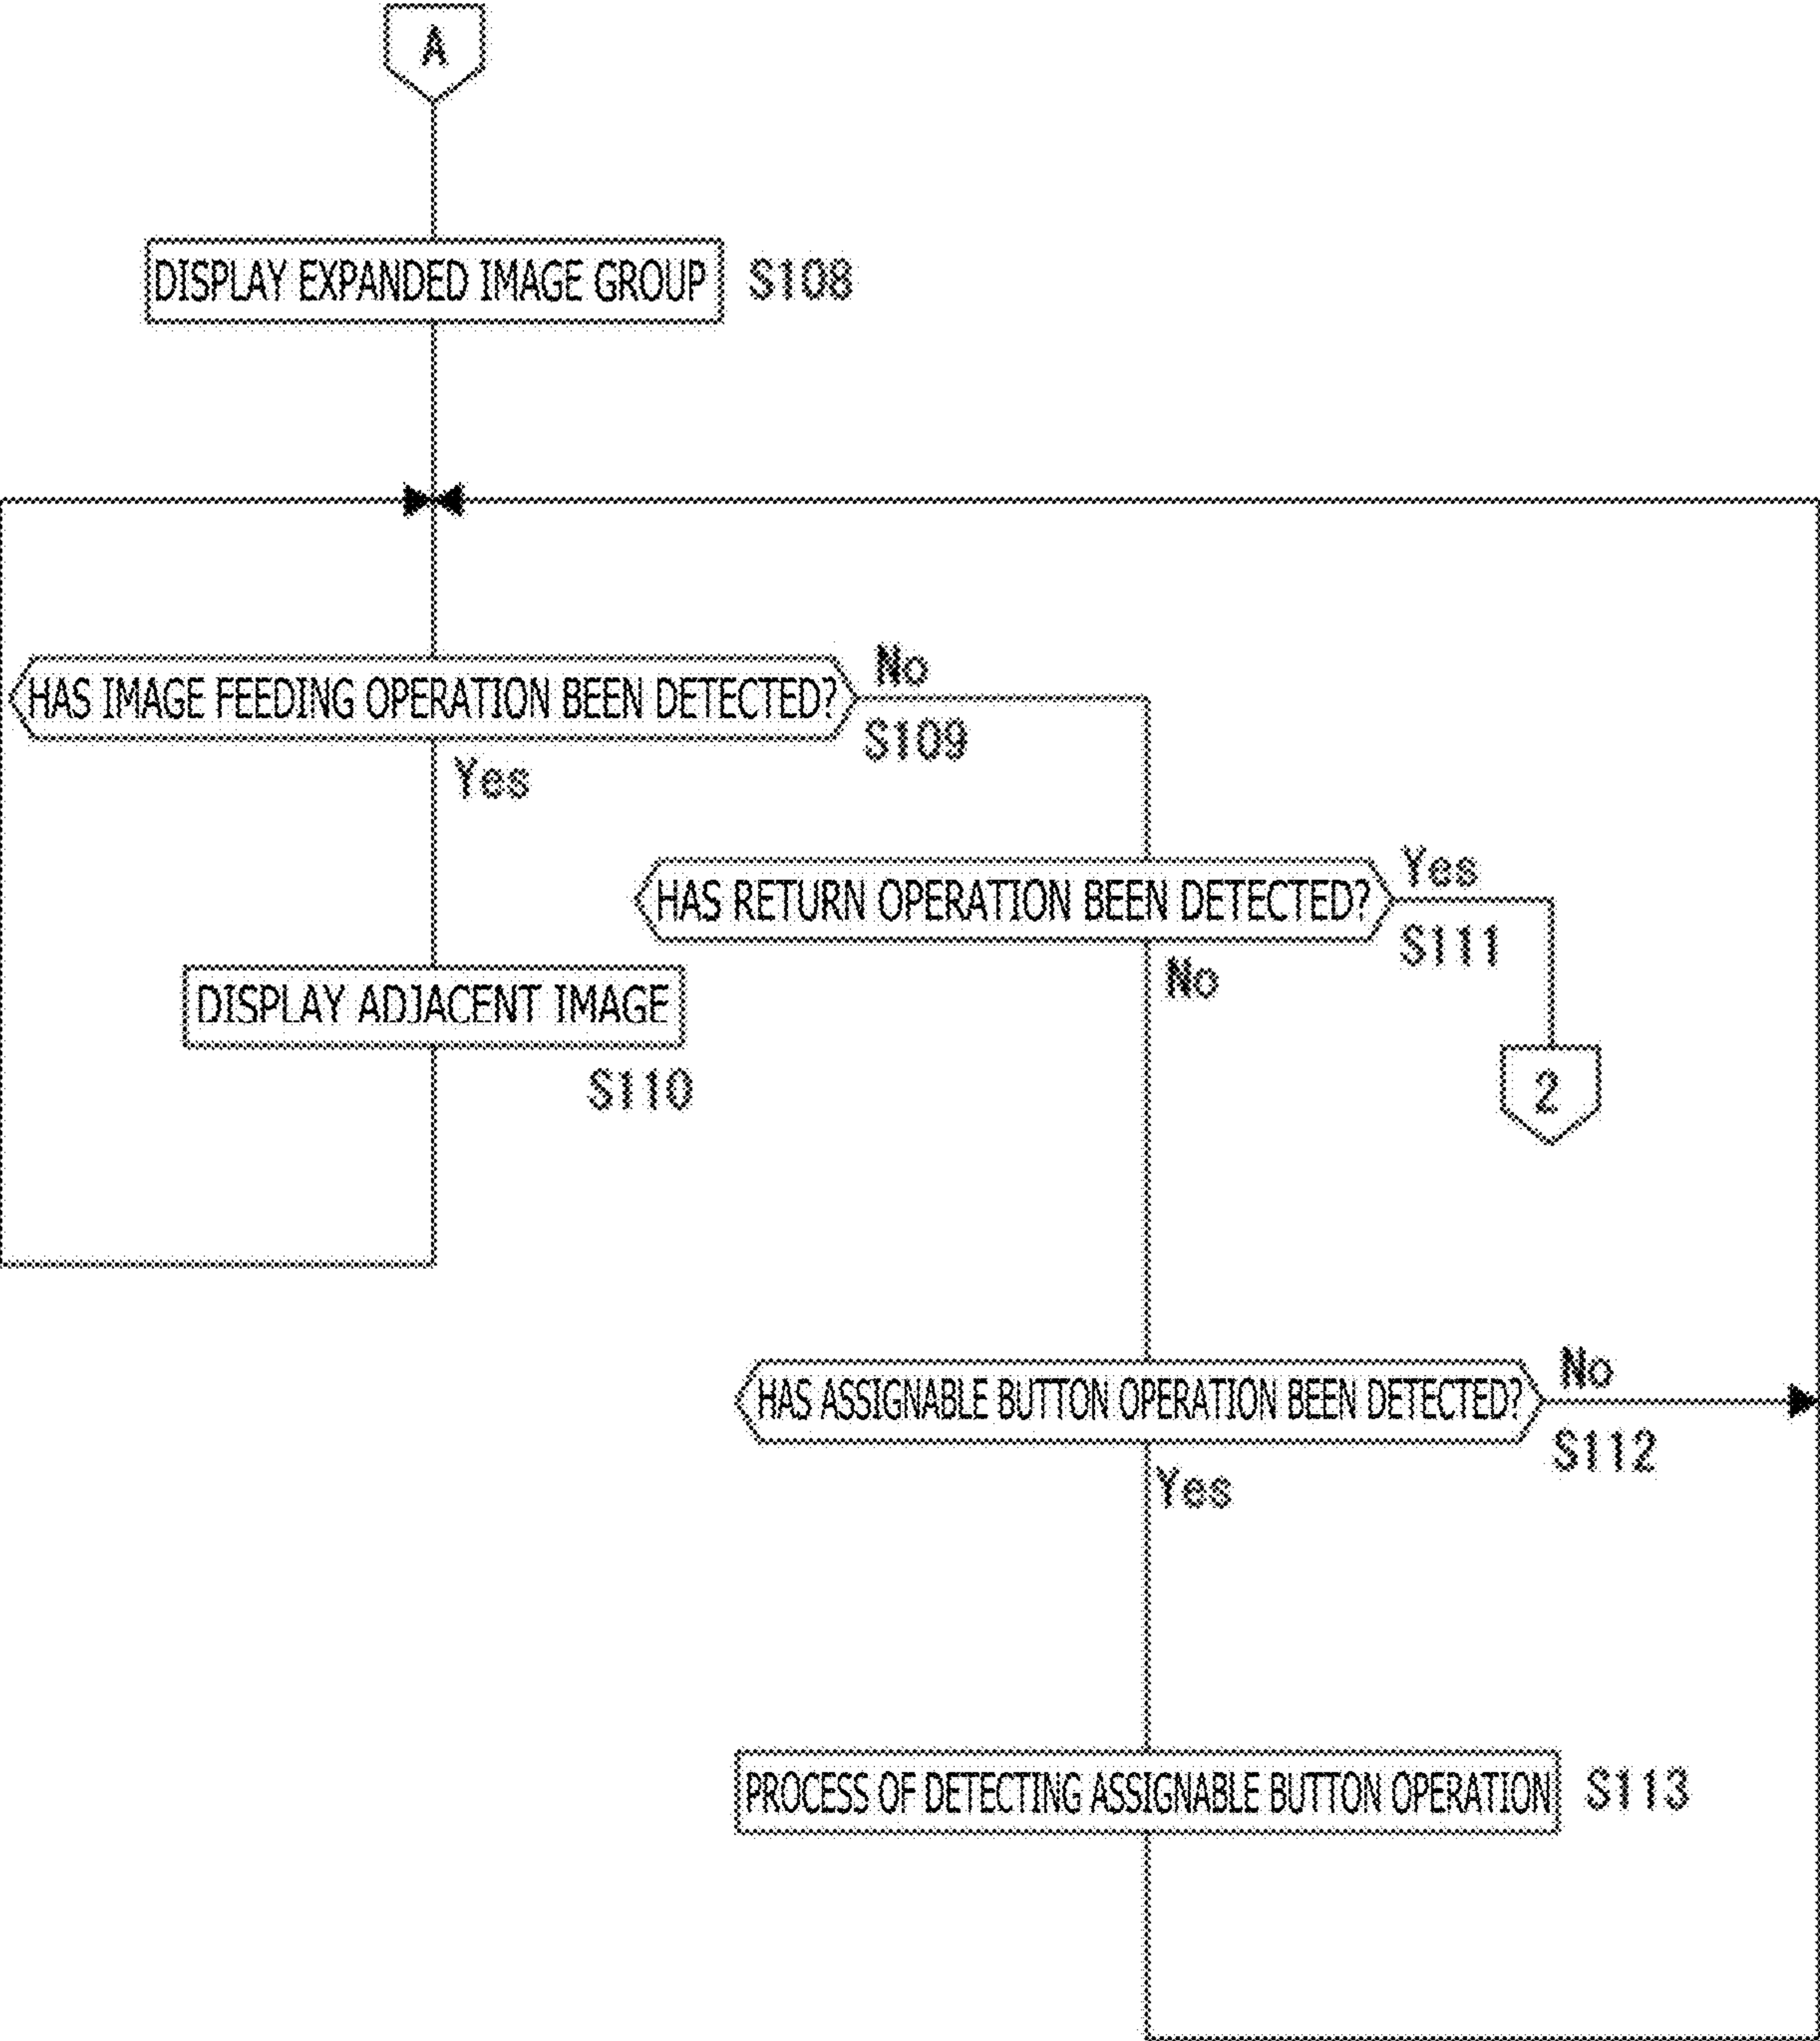 A
DISPLAY EXPANDED IMAGE GROUP S108
No
HAS IMAGE FEEDING OPERATION BEEN DETECTED?
S109
Yes
Yes
HAS RETURN OPERATION BEEN DETECTED?
S111
No
DISPLAY ADJACENT IMAGE
S110
2
No
HAS ASSIGNABLE BUTTON OPERATION BEEN DETECTED?
S112
Yes
PROCESS OF DETECTING ASSIGNABLE BUTTON OPERATION S113